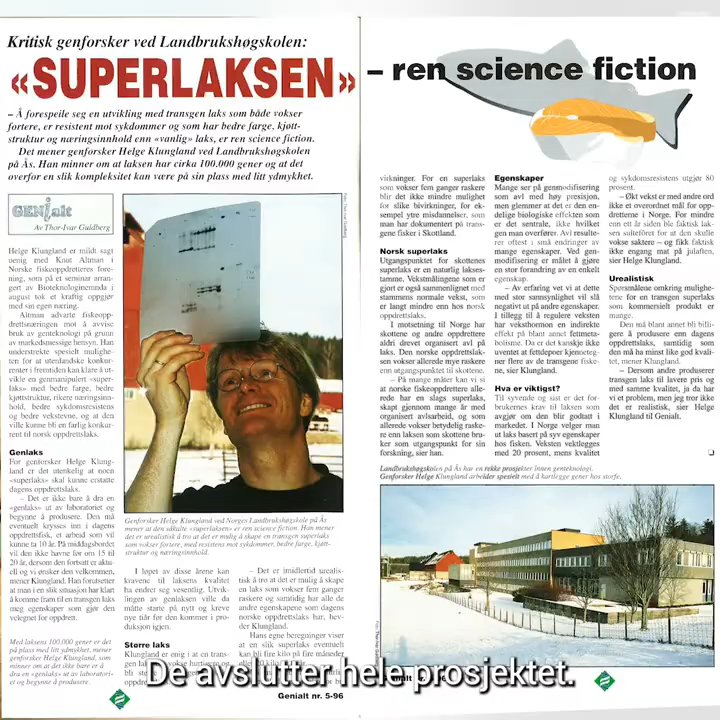 Kritisk genforsker ved Landbrukshøgskolen:
«SUPERLAKSEN» – ren science fiction
– Å forespeile seg en utvikling med transgen laks som både vokser
fortere, er resistent mot sykdommer og som har bedre farge, kjøtt-
struktur og næringsinnhold enn «vanlig» laks, er ren science fiction.
Det mener genforsker Helge Klungland ved Landbrukshøgskolen
på Ås. Han minner om at laksen har cirka 100.000 gener og at det
overfor en slik kompleksitet kan være på sin plass med litt ydmykhet.
GENialt
Av Thor-Ivar Guldberg
Helge Klungland er mildt sagt
uenig med Knut Altman i
Norske fiskeoppdretteres fore-
ning, som på et seminar arran-
gert av Bioteknologinemnda i
august tok et kraftig oppgjør
med sin egen næring.
Altman advarte fiskeopp-
drettsnæringen mot å avvise
bruk av genteknologi på grunn
av markedsmessige hensyn. Han
understrekte spesielt mulighe-
ten for at utenlandske konkur-
renter i fremtiden kan klare å ut-
vikle en genmanipulert «super-
laks» med bedre farge, bedre
kjøttstruktur, rikere næringsinn-
hold, bedre sykdomsresistens
og bedre vekstevne, og at den
ville kunne bli en farlig konkur-
rent til norsk oppdrettslaks.
Genlaks
For genforsker Helge Klung-
land er det utenkelig at noen
«superlaks» skal kunne erstatte
dagens oppdrettslaks.
– Det er ikke bare å dra en
«genlaks» ut av laboratoriet og
begynne å produsere. Den må
eventuelt krysses inn i dagens
oppdrettsfisk, et arbeid som vil
kunne ta 10 år. På middagsbordet
vil den ikke havne før om 15 til
20 år, dersom den fortsatt er aktu-
ell og vi ønsker den velkommen,
mener Klungland. Han forutsetter
at man i en slik situasjon har klart
å komme fram til en transgen laks
med egenskaper som gjør den
velegnet for oppdrett.
Med laksens 100.000 gener er det
på plass med litt ydmykhet, mener
genforsker Helge Klungland, som
minner om at det ikke bare er å
dra en «genlaks» ut av laboratori-
et og begynne å produsere.
Genforsker Helge Klungland ved Norges Landbrukshøgskole på Ås
mener at den såkalte «superlaksen» er ren science fiction. Han mener
det er urealistisk å tro at det er mulig å skape en transgen superlaks
som vokser fortere, med resistens mot sykdommer, bedre farge, kjøtt-
struktur og næringsinnhold.
I løpet av disse årene kan
kravene til laksens kvalitet
ha endret seg vesentlig. Utvik-
lingen av genlaksen ville da
måtte starte på nytt og kreve
nye tiår før den kommer i pro-
duksjon igjen.
Større laks
– Det er imidlertid urealis-
tisk å tro at det er mulig å skape
en laks som vokser fem ganger
raskere og samtidig har alle de
andre egenskapene som dagens
norske oppdrettslaks har, hev-
der Klungland.
Hans egne beregninger viser
at en slik superlaks eventuelt
kan bli fire kilo på fire måneder
Genialt nr. 5-96
virkninger. For en superlaks
som vokser fem ganger raskere
blir det ikke mindre mulighet
for slike bivirkninger, for ek-
sempel ytre misdannelser, som
man har dokumentert på trans-
gene fisker i Skottland.
Norsk superlaks
Utgangspunktet for skottenes
superlaks er en naturlig laksestamme.
Vekstmålingene som er
gjort er også sammenlignet med
stammens normale vekst, som
er langt mindre enn hos norsk
oppdrettslaks.
I motsetning til Norge har
skottene og andre oppdrettere
aldri drevet organisert avl på
laks. Den norske oppdrettslak-
sen vokser allerede nye raskere
enn utgangspunktet til skottene.
– På mange måter kan vi si
at norske fiskeoppdrettere alle-
rede har en slags superlaks,
skapt gjennom mange år med
organisert avlsarbeid, og som
allerede vokser betydelig raske-
re enn laksen som skottene bru-
ker som utgangspunkt for sin
forskning, sier han.
Egenskaper
Mange ser på genmodifisering
som avl med høy presisjon,
men glemmer at det er den en-
delige biologiske effekten som
er det sentrale, ikke hvilket
gen man overfører. Avl resulte-
rer oftest i små endringer av
mange egenskaper. Ved gen-
modifisering er målet å gjøre
en stor forandring av en enkelt
egenskap.
– Av erfaring vet vi at dette
med stor sannsynlighet vil slå
negativt ut på andre egenskaper.
I tillegg til å regulere veksten
har veksthormon en indirekte
effekt på blant annet fettmeta-
bolisme. Da er det kanskje ikke
uventet at fettdepoer kjenneteg-
ner flere av de transgene fiske-
ne, sier Klungland.
Hva er viktigst?
Til syvende og sist er det for-
brukernes krav til laksen som
avgjør om den blir godtatt i
markedet. I Norge velger man
ut laks basert på syv egenskaper
hos fisken. Veksten vektlegges
med 20 prosent, mens kvalitet
og sykdomsresistens utgjør 80
prosent.
– Økt vekst er med andre ord
ikke et overordnet mål for opp-
dretterne i Norge. For mindre
enn ett år siden ble faktisk lak-
sen sulteforet for at den skulle
vokse saktere – og fikk faktisk
ikke engang mat på julaften,
sier Helge Klungland.
Urealistisk
Spørsmålene omkring mulighe-
tene for en transgen superlaks
som kommersielt produkt er
mange.
Den må blant annet bli billi-
gere å produsere enn dagens
oppdrettslaks, samtidig som
den må ha minst like god kvali-
tet, mener Klungland.
– Dersom andre produserer
transgen laks til lavere pris og
med samme kvalitet, ja da har
vi et problem, men jeg tror ikke
det er realistisk, sier Helge
Klungland til Genialt.
Landbrukshøgskolen på Ås har en rekke prosjekter innen genteknologi.
Genforsker Helge Klungland arbeider spesielt med å kartlegge gener hos storfe.
De avslutter hele prosjektet.